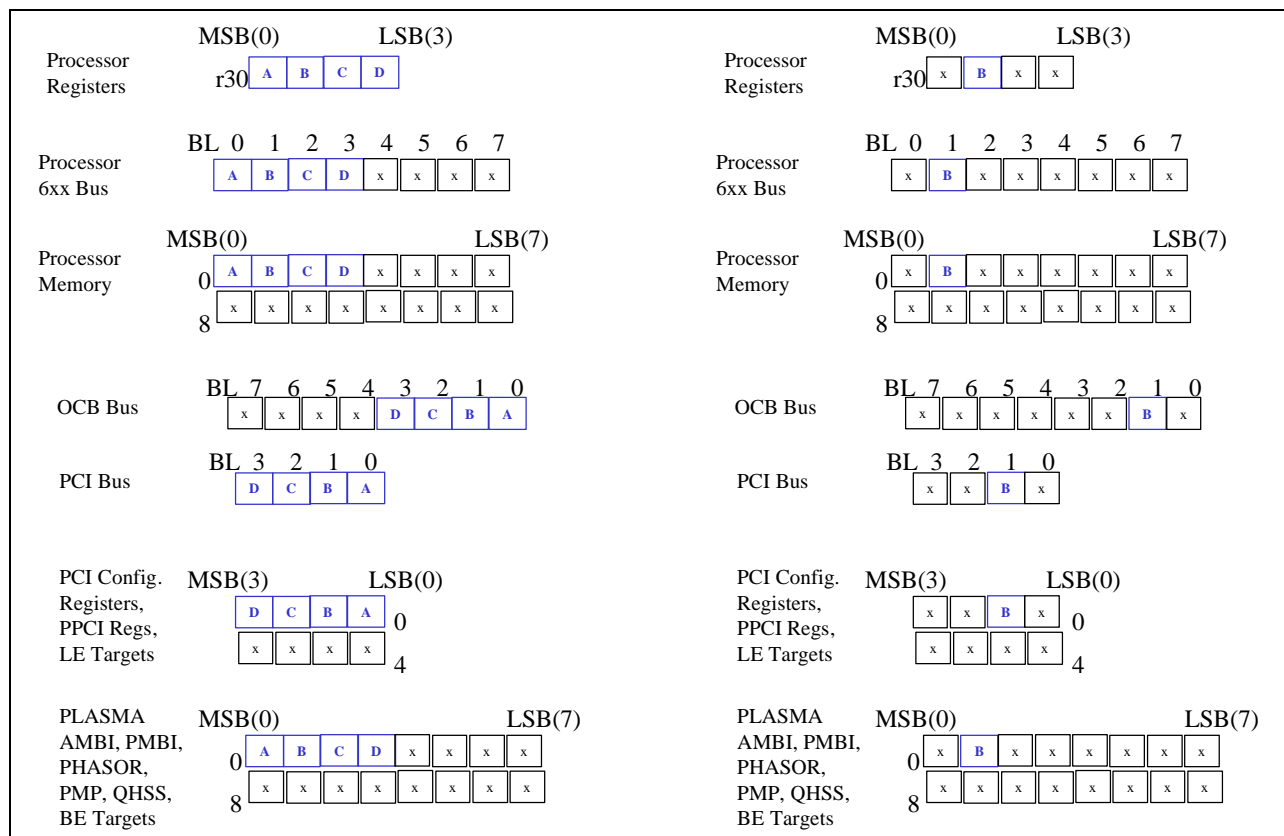 MSB(0) LSB(3)
Processor
Registers
r30 A B C D
BL 0 1 2 3 4 5 6 7
Processor
6xx Bus
A B C D x x x x
MSB(0) LSB(7)
Processor
Memory
0 A B C D x x x x
8 x x x x x x x x
BL 7 6 5 4 3 2 1 0
OCB Bus
x x x x D C B A
BL 3 2 1 0
PCI Bus
D C B A
PCI Config.
Registers,
PPCI Regs,
LE Targets
MSB(3) LSB(0)
D C B A 0
x x x x 4
PLASMA
AMBI, PMBI,
PHASOR,
PMP, QHSS,
BE Targets
MSB(0) LSB(7)
0 A B C D x x x x
8 x x x x x x x x
MSB(0) LSB(3)
Processor
Registers
r30 x B x x
BL 0 1 2 3 4 5 6 7
Processor
6xx Bus
x B x x x x x x
MSB(0) LSB(7)
Processor
Memory
0 x B x x x x x x
8 x x x x x x x x
BL 7 6 5 4 3 2 1 0
OCB Bus
x x x x x x B x
BL 3 2 1 0
PCI Bus
x x B x
PCI Config.
Registers,
PPCI Regs,
LE Targets
MSB(3) LSB(0)
x x B x 0
x x x x 4
PLASMA
AMBI, PMBI,
PHASOR,
PMP, QHSS,
BE Targets
MSB(0) LSB(7)
0 x B x x x x x x
8 x x x x x x x x